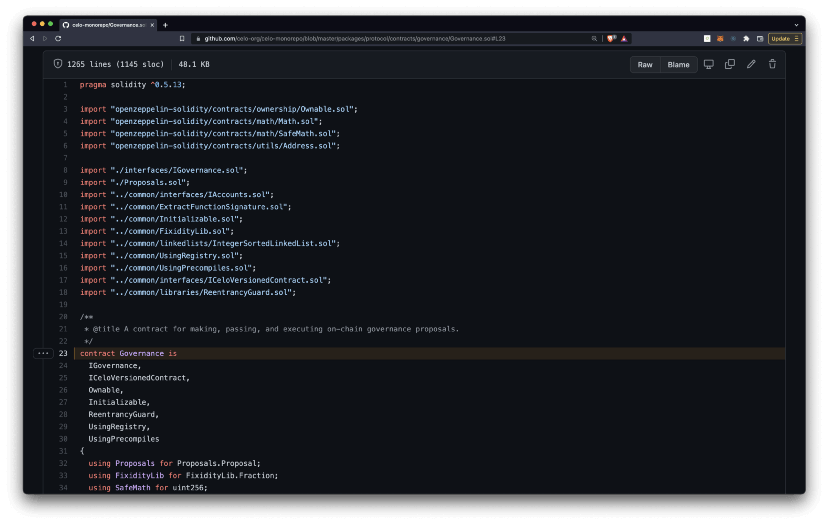 celo-monorepo/Governance.sol
github.com/celo-org/celo-monorepo/blob/master/packages/protocol/contracts/governance/Governance.sol#L23
Update
1265 lines (1145 sloc) 48.1 KB
Raw Blame
1 pragma solidity ^0.5.13;
2
3 import "openzeppelin-solidity/contracts/ownership/Ownable.sol";
4 import "openzeppelin-solidity/contracts/math/Math.sol";
5 import "openzeppelin-solidity/contracts/math/SafeMath.sol";
6 import "openzeppelin-solidity/contracts/utils/Address.sol";
7
8 import "./interfaces/IGovernance.sol";
9 import "./Proposals.sol";
10 import "../common/interfaces/IAccounts.sol";
11 import "../common/ExtractFunctionSignature.sol";
12 import "../common/Initializable.sol";
13 import "../common/FixidityLib.sol";
14 import "../common/linkedlists/IntegerSortedLinkedList.sol";
15 import "../common/UsingRegistry.sol";
16 import "../common/UsingPrecompiles.sol";
17 import "../common/interfaces/ICeloVersionedContract.sol";
18 import "../common/libraries/ReentrancyGuard.sol";
19
20 /**
21 * @title A contract for making, passing, and executing on-chain governance proposals.
22 */
23 contract Governance is
24 IGovernance,
25 ICeloVersionedContract,
26 Ownable,
27 Initializable,
28 ReentrancyGuard,
29 UsingRegistry,
30 UsingPrecompiles
31 {
32 using Proposals for Proposals.Proposal;
33 using FixidityLib for FixidityLib.Fraction;
34 using SafeMath for uint256;